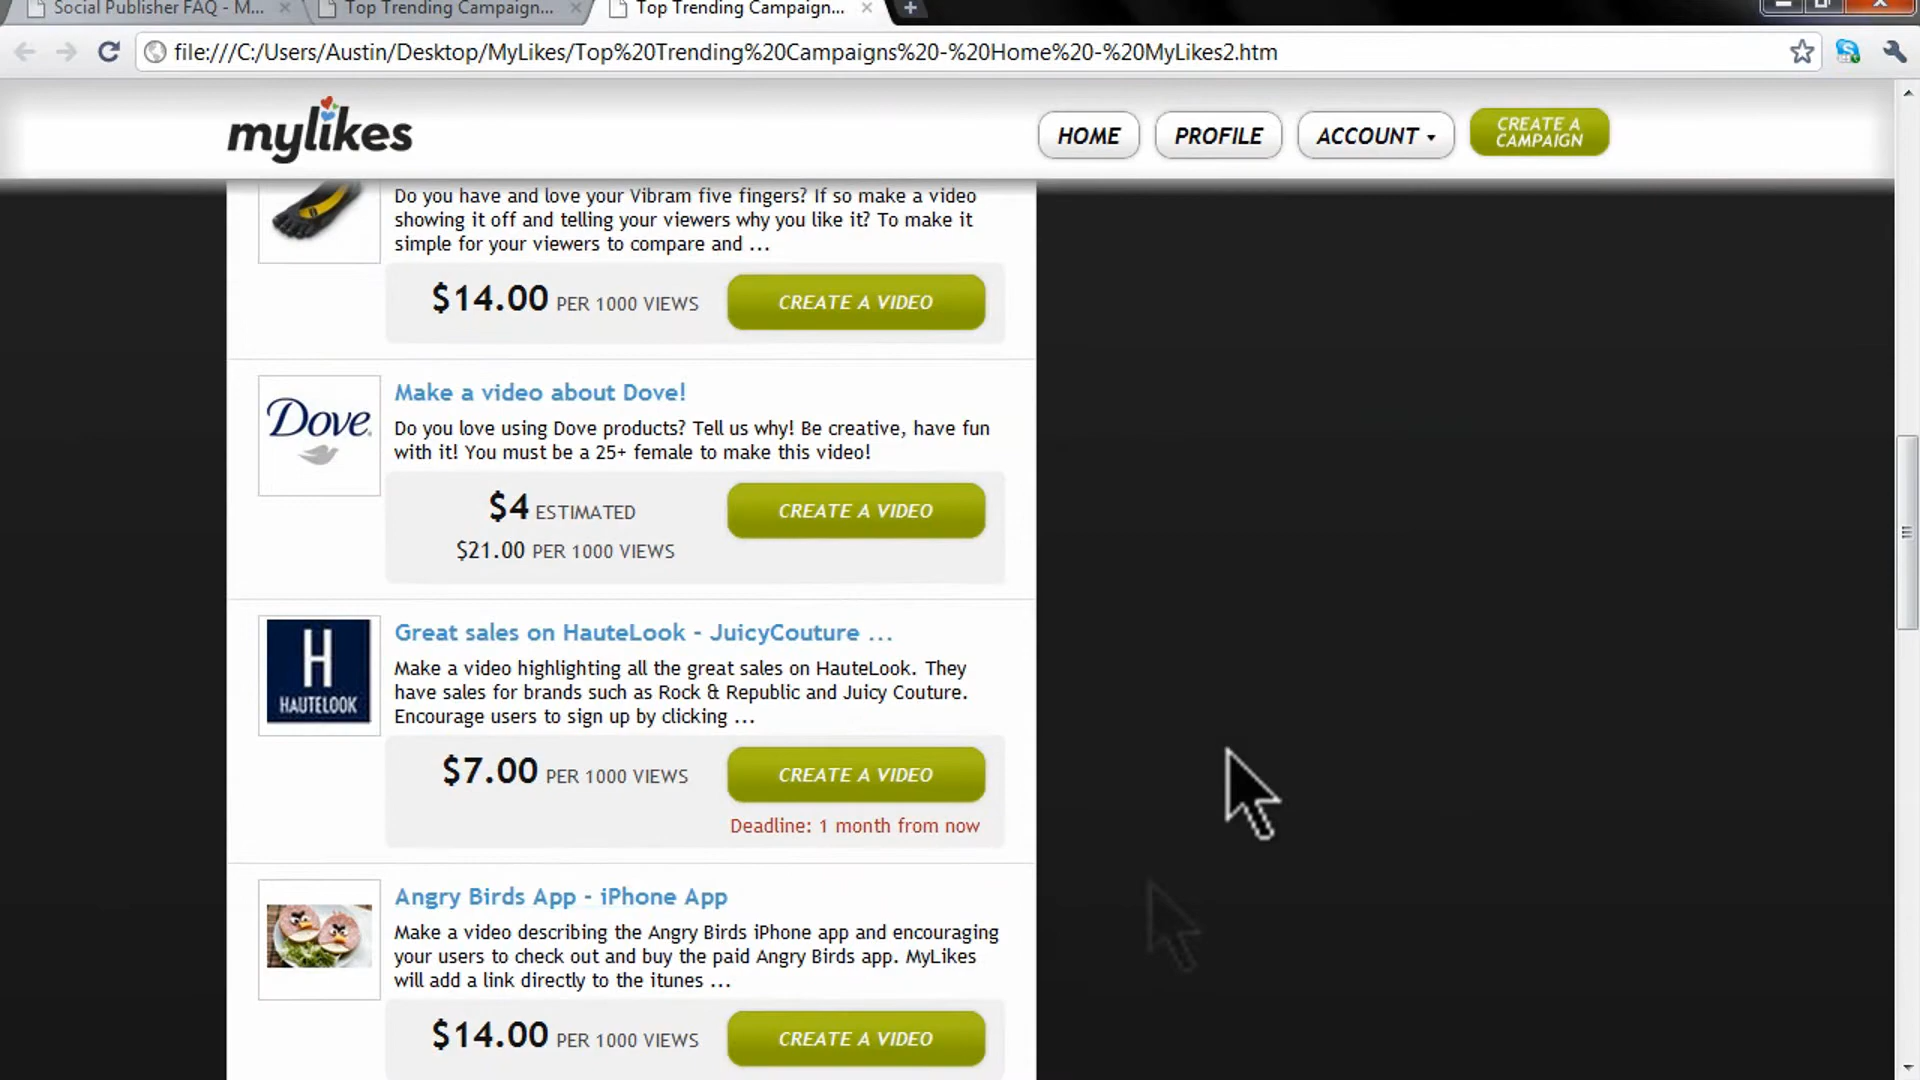 Social Publisher FAQ - M...
Top Trending Campaign...
Top Trending Campaign...
file:///C:/Users/Austin/Desktop/MyLikes/Top%20Trending%20Campaigns%20-%20Home%20-%20MyLikes2.htm
mylikes
HOME
PROFILE
ACCOUNT
CREATE A
CAMPAIGN
Do you have and love your Vibram five fingers? If so make a video
showing it off and telling your viewers why you like it? To make it
simple for your viewers to compare and ...
$14.00 PER 1000 VIEWS
CREATE A VIDEO
Dove
Make a video about Dove!
Do you love using Dove products? Tell us why! Be creative, have fun
with it! You must be a 25+ female to make this video!
$4 ESTIMATED
$21.00 PER 1000 VIEWS
CREATE A VIDEO
H
HAUTELOOK
Great sales on HauteLook - JuicyCouture ...
Make a video highlighting all the great sales on HauteLook. They
have sales for brands such as Rock & Republic and Juicy Couture.
Encourage users to sign up by clicking ...
$7.00 PER 1000 VIEWS
CREATE A VIDEO
Deadline: 1 month from now
Angry Birds App - iPhone App
Make a video describing the Angry Birds iPhone app and encouraging
your users to check out and buy the paid Angry Birds app. MyLikes
will add a link directly to the itunes ...
$14.00 PER 1000 VIEWS
CREATE A VIDEO